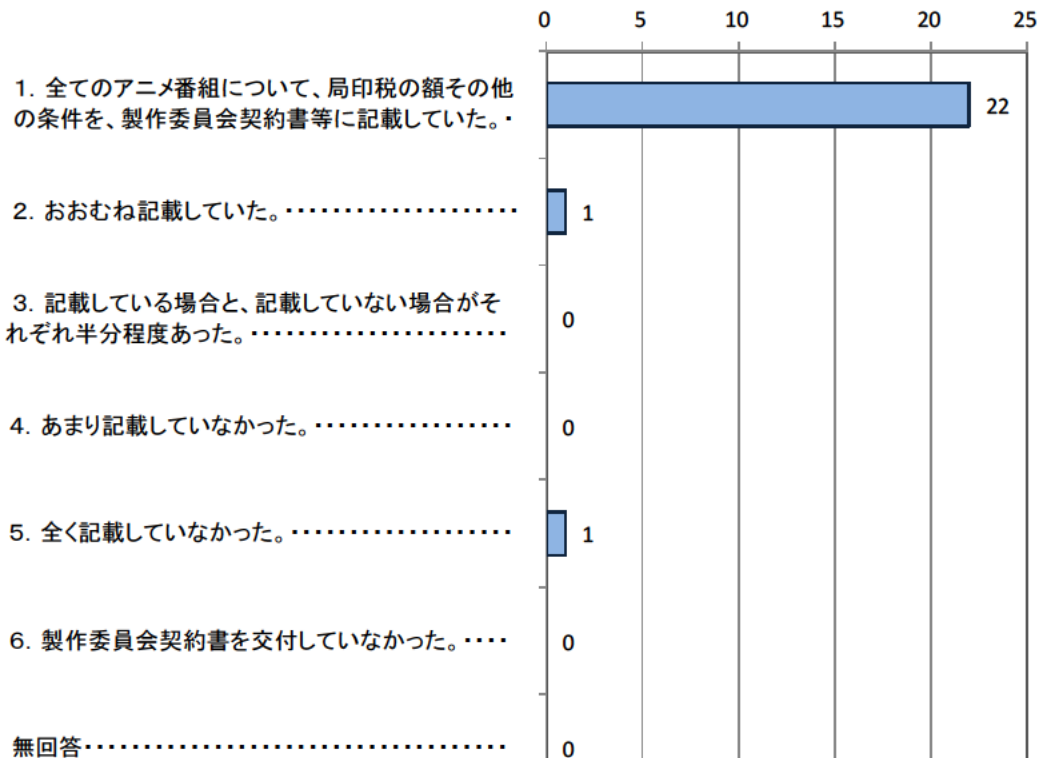 0 5 10 15 20 25
1. 全てのアニメ番組について、局印税の額その他
の条件を、製作委員会契約書等に記載していた。・
22
2. おおむね記載していた。・・・・・・・・・・・・・・・・・・・・
1
3. 記載している場合と、記載していない場合がそ
れぞれ半分程度あった。・・・・・・・・・・・・・・・・・・・・・・
0
4. あまり記載していなかった。・・・・・・・・・・・・・・・・・
0
5. 全く記載していなかった。・・・・・・・・・・・・・・・・・・・
1
6. 製作委員会契約書を交付していなかった。・・・・
0
無回答・・・・・・・・・・・・・・・・・・・・・・・・・・・・・・・・・・・・
0